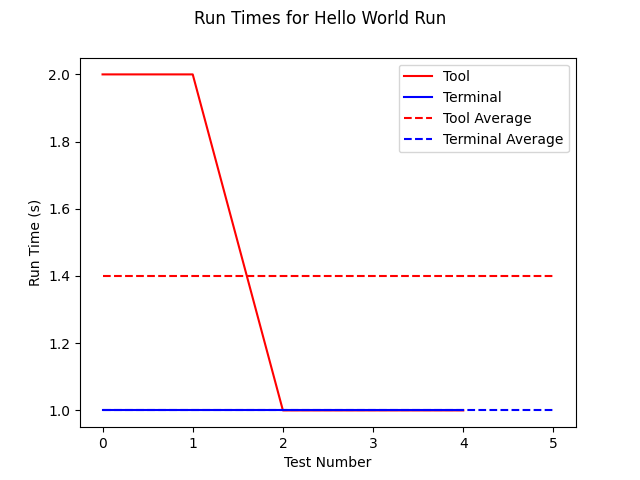 Run Times for Hello World Run
Tool
Terminal
Tool Average
Terminal Average
2.0
1.8
1.6
1.4
1.2
1.0
Run Time (s)
0 1 2 3 4 5
Test Number